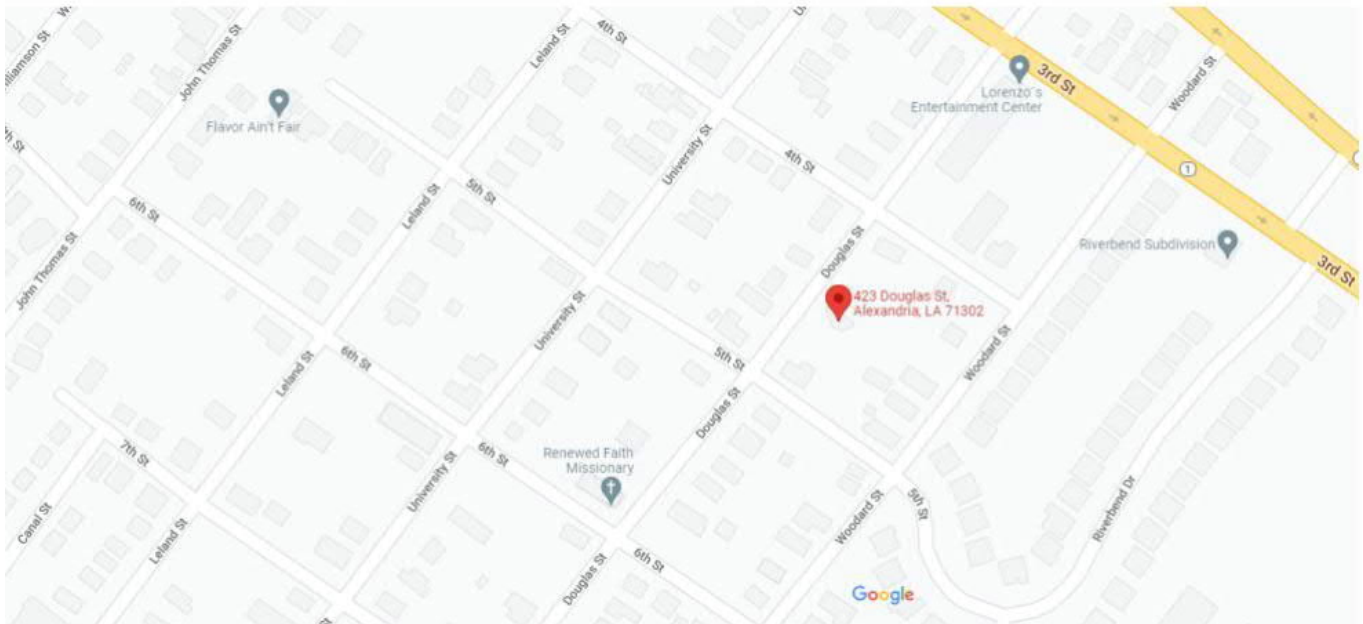 4th St
3rd St
Woodard St
Leland St
John Thomas St
Lorenzo's
Entertainment Center
Flavor Ain't Fair
University St
4th St
1
5th St
6th St
Leland St
Douglas St
Riverbend Subdivision
3rd St
John Thomas St
423 Douglas St,
Alexandria, LA 71302
University St
Woodard St
5th St
6th St
Leland St
Douglas St
7th St
6th St
Renewed Faith
Missionary
University St
Canal St
Leland St
Woodard St
5th St
Riverbend Dr
6th St
Douglas St
Google